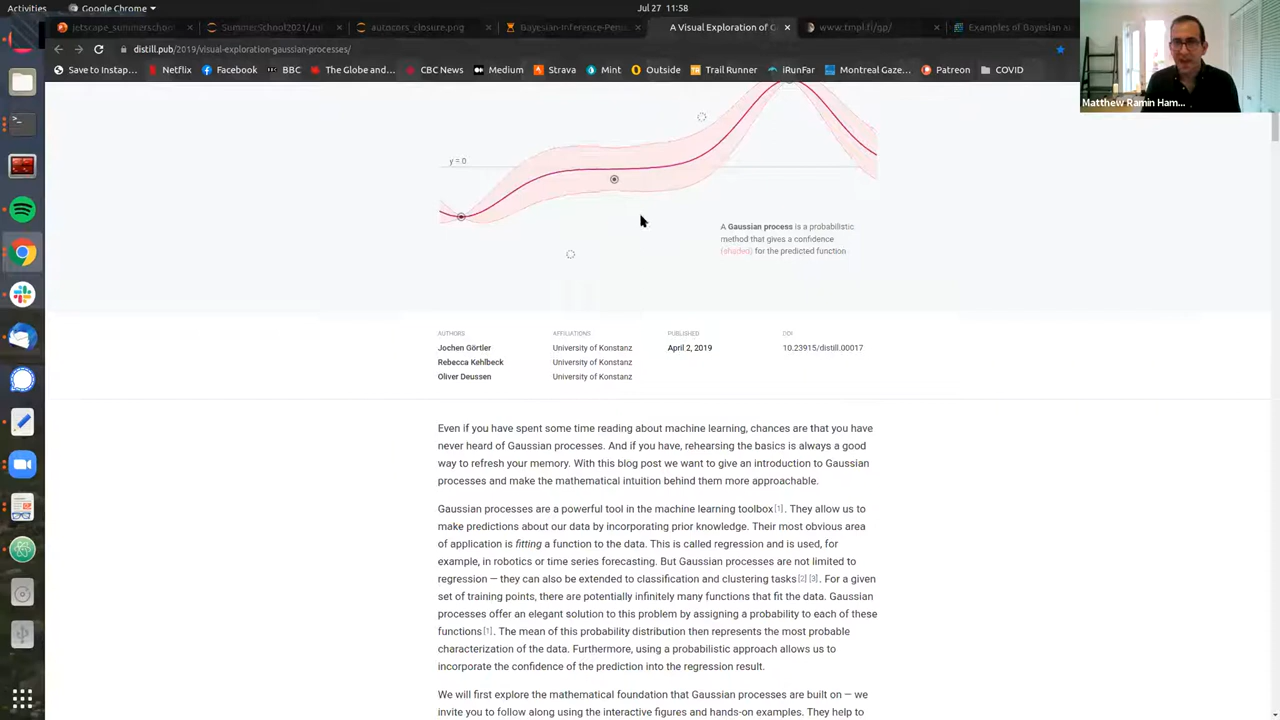 Activities
Google Chrome
Jul 27 11:58
jetscape_summerschoo
SummerSchool2021/Jul
autocors_closure.png
Bayesian-Inference-Pend
A Visual Exploration of G
www.tmpl.fi/gp/
Examples of Bayesian a
distill.pub/2019/visual-exploration-gaussian-processes/
Save to Instap...
Netflix
Facebook
BBC
The Globe and...
CBC News
Medium
Strava
Mint
Outside
Trail Runner
iRunFar
Montreal Gaze...
Patreon
COVID
Matthew Ramin Ham...
y = 0
A Gaussian process is a probabilistic
method that gives a confidence
(shaded) for the predicted function
AUTHORS
AFFILIATIONS
PUBLISHED
DOI
Jochen Görtler
University of Konstanz
April 2, 2019
10.23915/distill.00017
Rebecca Kehlbeck
University of Konstanz
Oliver Deussen
University of Konstanz
Even if you have spent some time reading about machine learning, chances are that you have
never heard of Gaussian processes. And if you have, rehearsing the basics is always a good
way to refresh your memory. With this blog post we want to give an introduction to Gaussian
processes and make the mathematical intuition behind them more approachable.
Gaussian processes are a powerful tool in the machine learning toolbox[1]. They allow us to
make predictions about our data by incorporating prior knowledge. Their most obvious area
of application is fitting a function to the data. This is called regression and is used, for
example, in robotics or time series forecasting. But Gaussian processes are not limited to
regression — they can also be extended to classification and clustering tasks[2][3]. For a given
set of training points, there are potentially infinitely many functions that fit the data. Gaussian
processes offer an elegant solution to this problem by assigning a probability to each of these
functions[1]. The mean of this probability distribution then represents the most probable
characterization of the data. Furthermore, using a probabilistic approach allows us to
incorporate the confidence of the prediction into the regression result.
We will first explore the mathematical foundation that Gaussian processes are built on — we
invite you to follow along using the interactive figures and hands-on examples. They help to